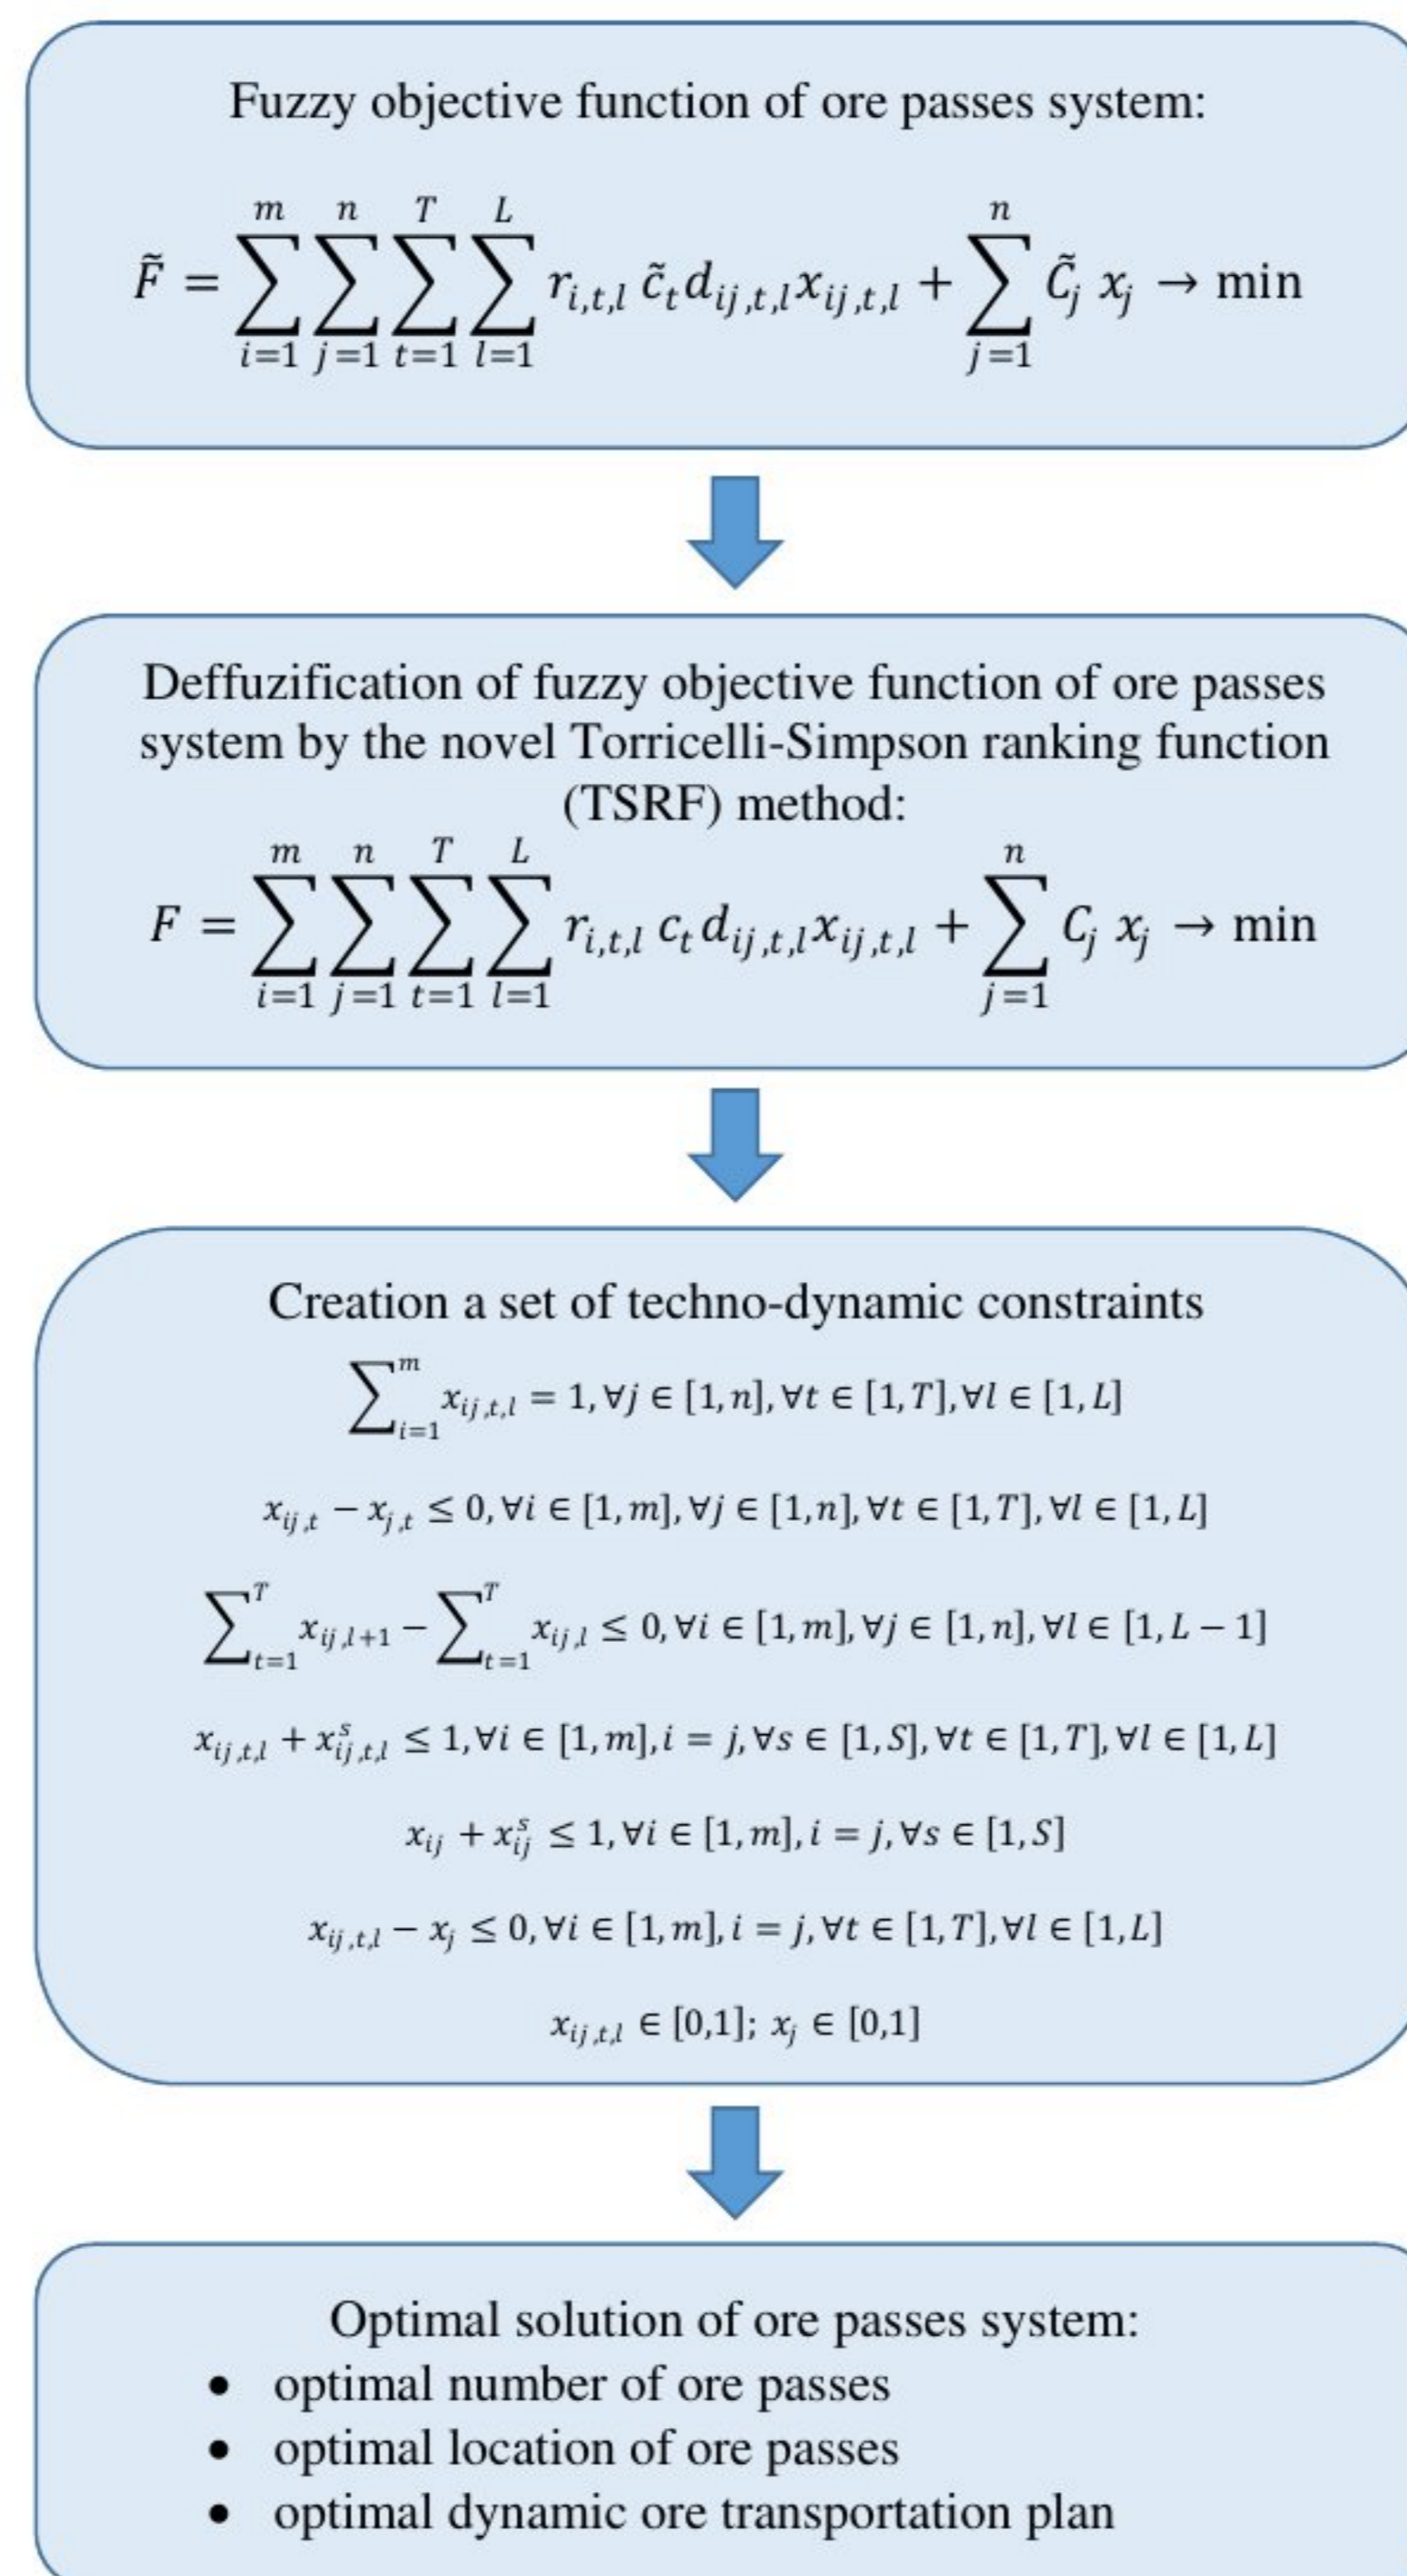 Fuzzy objective function of ore passes system:
F̃ = ∑_{i=1}^{m} ∑_{j=1}^{n} ∑_{t=1}^{T} ∑_{l=1}^{L} r_{i,t,l} c̃_t d_{ij,t,l} x_{ij,t,l} + ∑_{j=1}^{n} C̃_j x_j → min
Deffuzification of fuzzy objective function of ore passes
system by the novel Torricelli-Simpson ranking function
(TSRF) method:
F = ∑_{i=1}^{m} ∑_{j=1}^{n} ∑_{t=1}^{T} ∑_{l=1}^{L} r_{i,t,l} c_t d_{ij,t,l} x_{ij,t,l} + ∑_{j=1}^{n} C_j x_j → min
Creation a set of techno-dynamic constraints
∑_{i=1}^{m} x_{ij,t,l} = 1, ∀j ∈ [1, n], ∀t ∈ [1, T], ∀l ∈ [1, L]
x_{ij,t} − x_{j,t} ≤ 0, ∀i ∈ [1, m], ∀j ∈ [1, n], ∀t ∈ [1, T], ∀l ∈ [1, L]
∑_{t=1}^{T} x_{ij,l+1} − ∑_{t=1}^{T} x_{ij,l} ≤ 0, ∀i ∈ [1, m], ∀j ∈ [1, n], ∀l ∈ [1, L − 1]
x_{ij,t,l} + x_{ij,t,l}^{s} ≤ 1, ∀i ∈ [1, m], i = j, ∀s ∈ [1, S], ∀t ∈ [1, T], ∀l ∈ [1, L]
x_{ij} + x_{ij}^{s} ≤ 1, ∀i ∈ [1, m], i = j, ∀s ∈ [1, S]
x_{ij,t,l} − x_j ≤ 0, ∀i ∈ [1, m], i = j, ∀t ∈ [1, T], ∀l ∈ [1, L]
x_{ij,t,l} ∈ [0,1]; x_j ∈ [0,1]
Optimal solution of ore passes system:
• optimal number of ore passes
• optimal location of ore passes
• optimal dynamic ore transportation plan